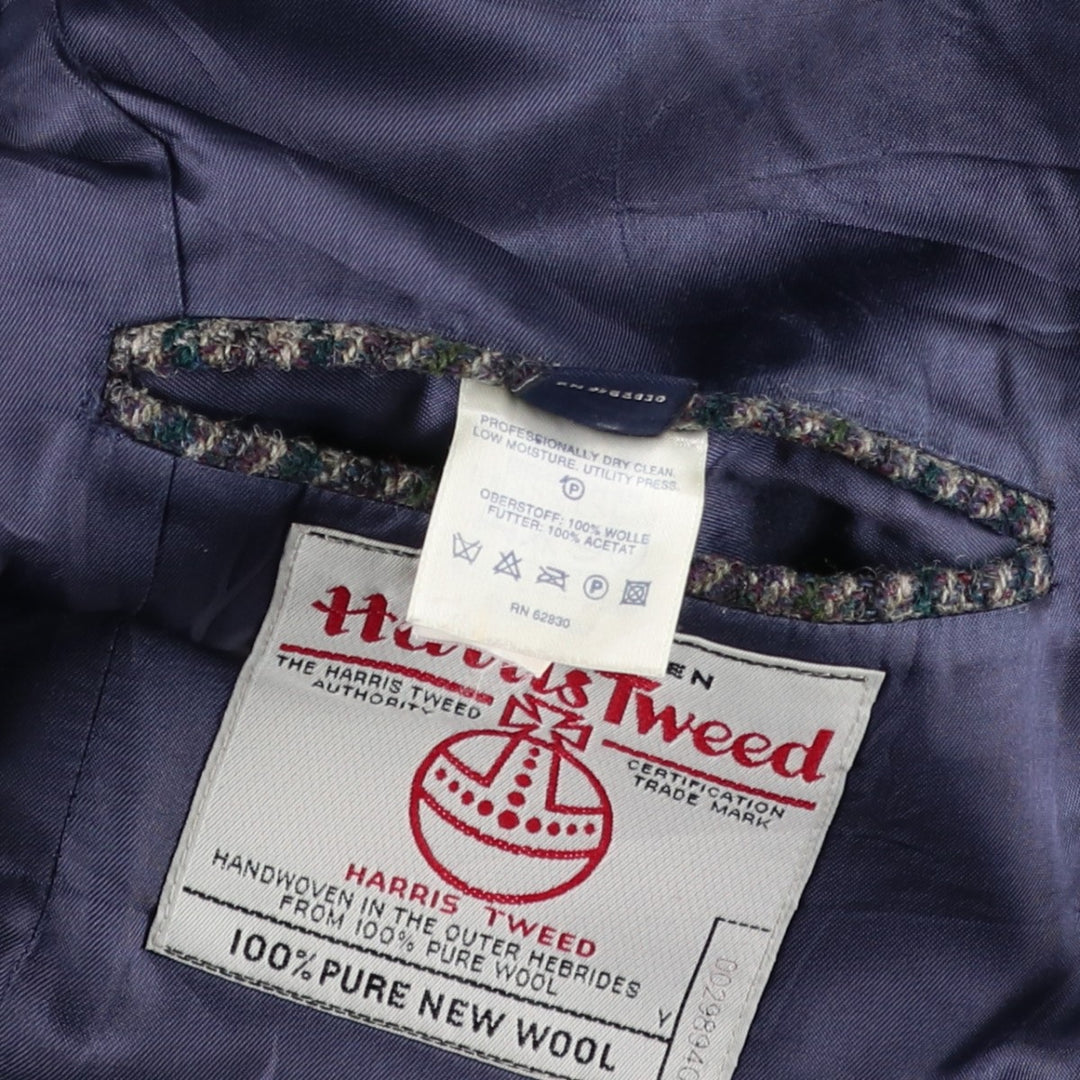 PROFESSIONALLY DRY CLEAN.
LOW MOISTURE. UTILITY PRESS.
P
OBERSTOFF: 100% WOLLE
FUTTER: 100% ACETAT
P
RN 62830
Harris Tweed
THE HARRIS TWEED
AUTHORITY
CERTIFICATION
TRADE MARK
HARRIS TWEED
HANDWOVEN IN THE OUTER HEBRIDES
FROM 100% PURE WOOL
100% PURE NEW WOOL
Y